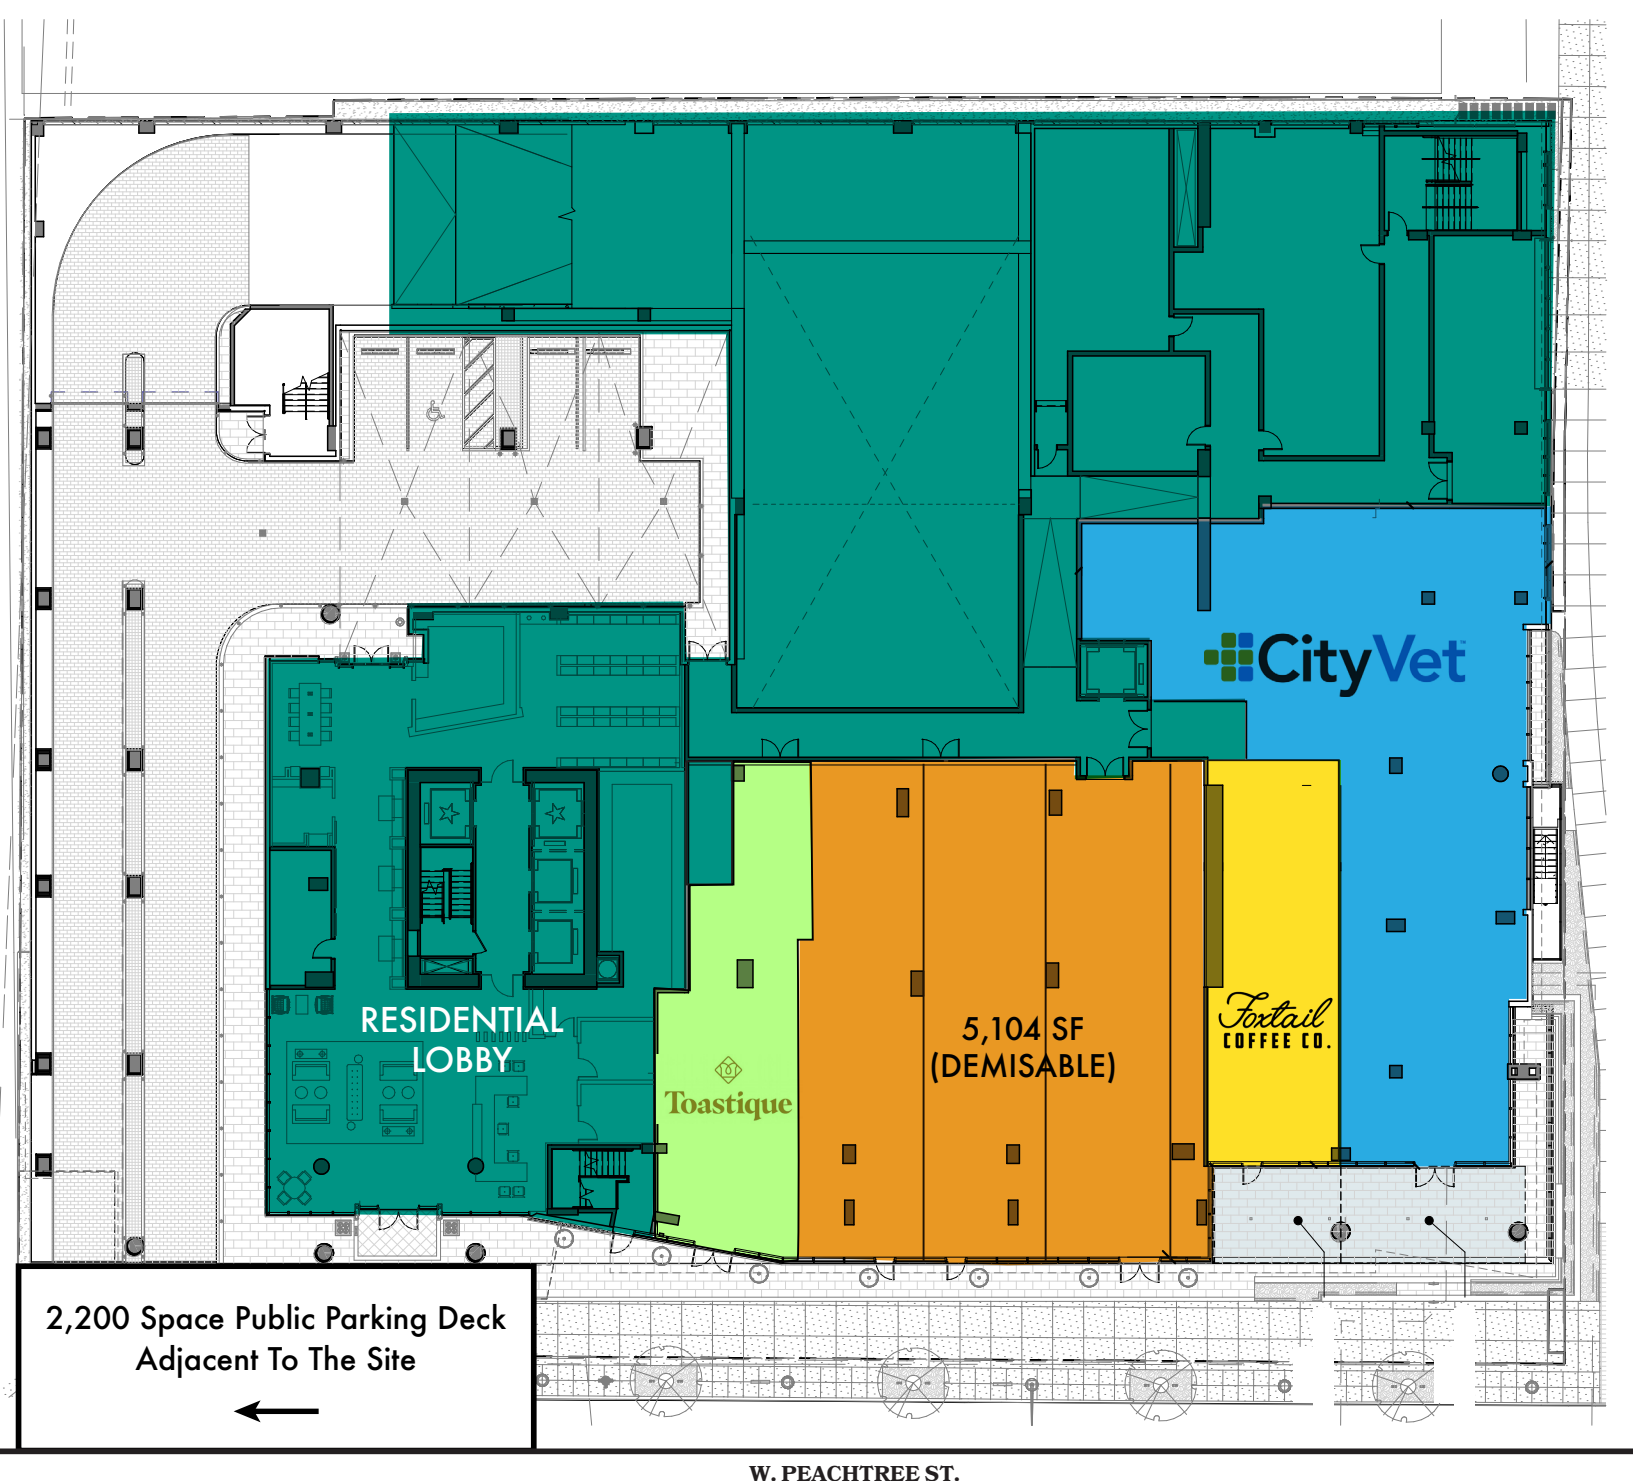 CityVet
RESIDENTIAL
LOBBY
Toastique
5,104 SF
(DEMISABLE)
Foxtail
COFFEE CO.
2,200 Space Public Parking Deck
Adjacent To The Site
W. PEACHTREE ST.